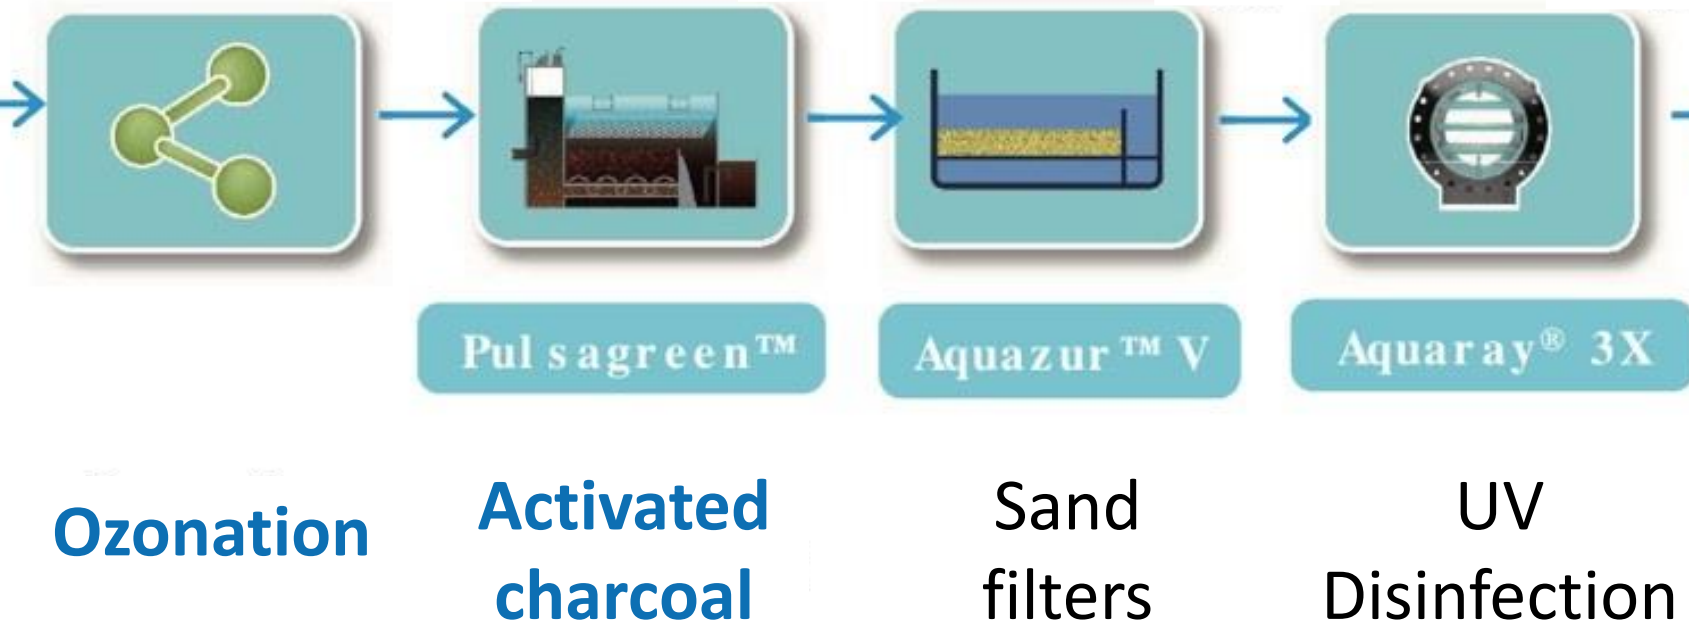 Pulsagreen™
Aquazur™ V
Aquaray® 3X
Ozonation
Activated
charcoal
Sand
filters
UV
Disinfection